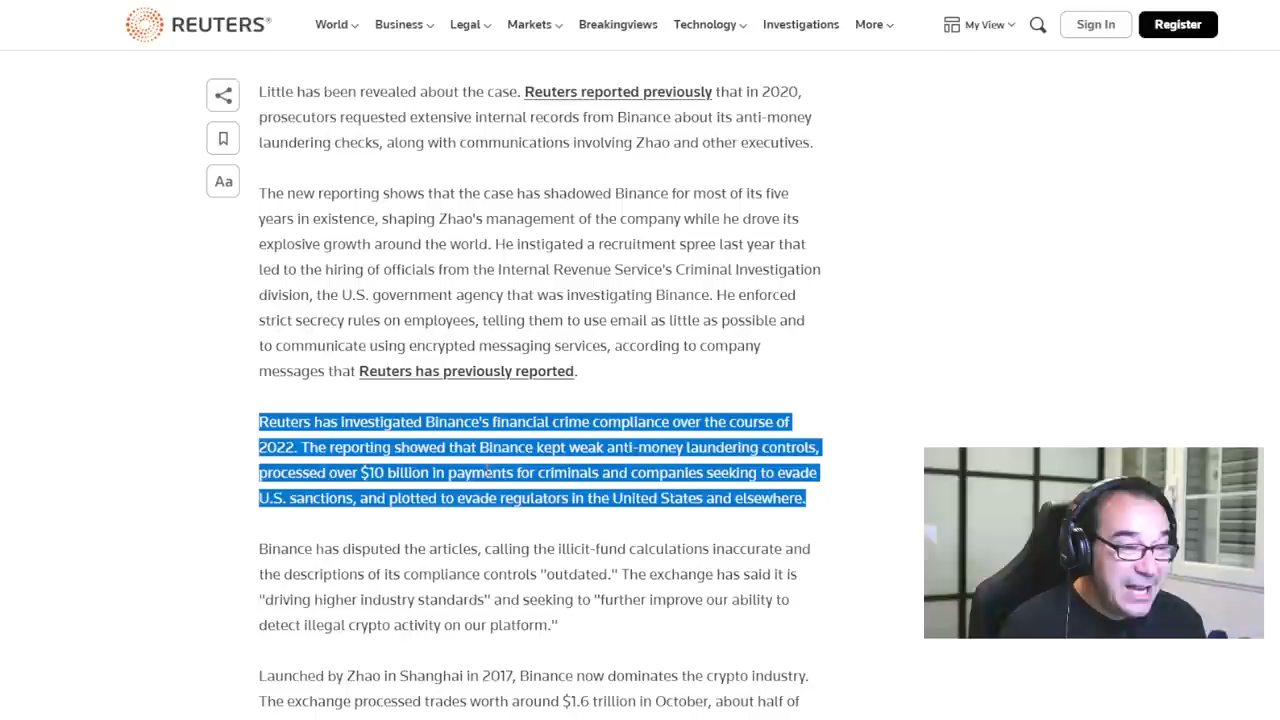 REUTERS®
World Business Legal Markets Breakingviews Technology Investigations More My View Sign In Register
Little has been revealed about the case. Reuters reported previously that in 2020,
prosecutors requested extensive internal records from Binance about its anti-money
laundering checks, along with communications involving Zhao and other executives.
Aa
The new reporting shows that the case has shadowed Binance for most of its five
years in existence, shaping Zhao's management of the company while he drove its
explosive growth around the world. He instigated a recruitment spree last year that
led to the hiring of officials from the Internal Revenue Service's Criminal Investigation
division, the U.S. government agency that was investigating Binance. He enforced
strict secrecy rules on employees, telling them to use email as little as possible and
to communicate using encrypted messaging services, according to company
messages that Reuters has previously reported.
Reuters has investigated Binance's financial crime compliance over the course of
2022. The reporting showed that Binance kept weak anti-money laundering controls,
processed over $10 billion in payments for criminals and companies seeking to evade
U.S. sanctions, and plotted to evade regulators in the United States and elsewhere.
Binance has disputed the articles, calling the illicit-fund calculations inaccurate and
the descriptions of its compliance controls "outdated." The exchange has said it is
"driving higher industry standards" and seeking to "further improve our ability to
detect illegal crypto activity on our platform."
Launched by Zhao in Shanghai in 2017, Binance now dominates the crypto industry.
The exchange processed trades worth around $1.6 trillion in October, about half of